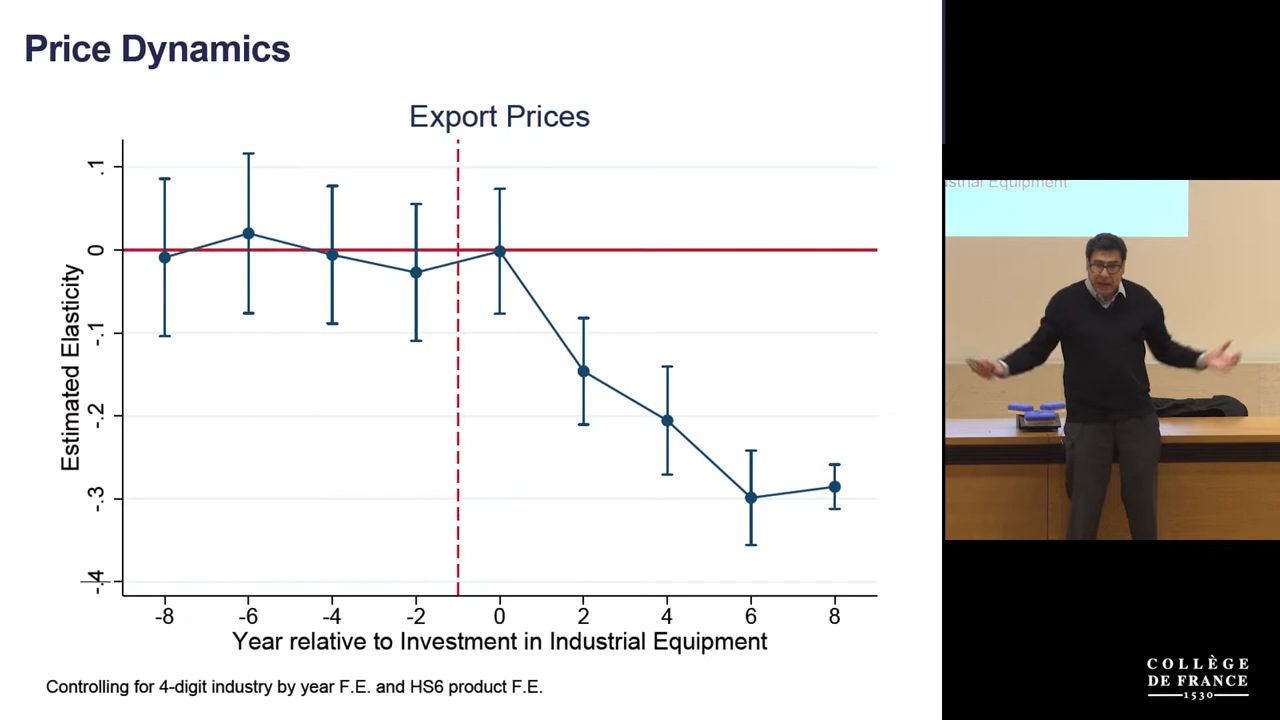 Price Dynamics
Export Prices
Estimated Elasticity
.1
0
-.1
-.2
-.3
-.4
-8 -6 -4 -2 0 2 4 6 8
Year relative to Investment in Industrial Equipment
Controlling for 4-digit industry by year F.E. and HS6 product F.E.
Equipment
COLLÈGE
DE FRANCE
1530